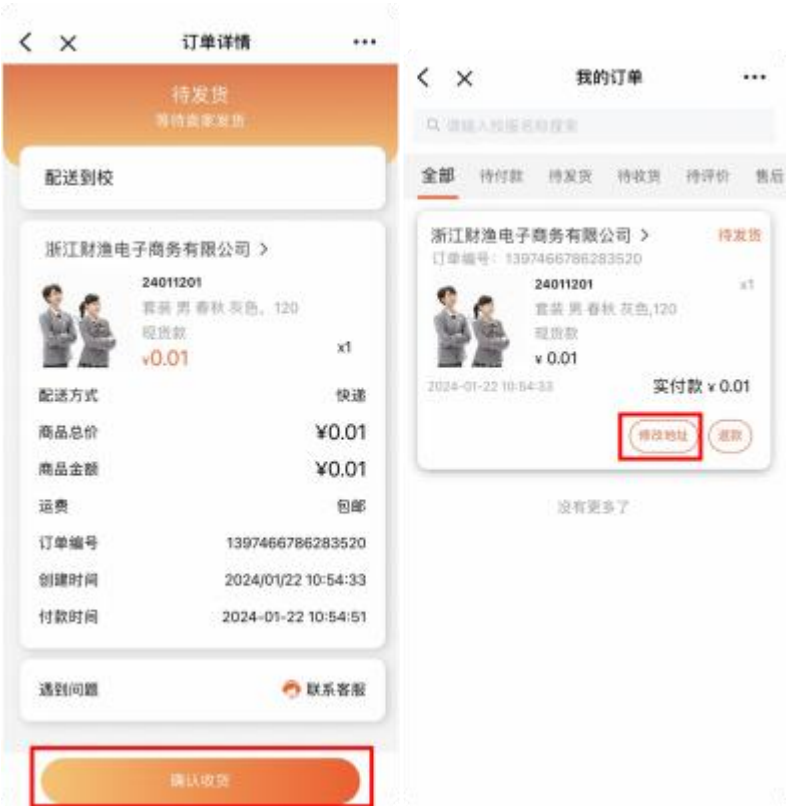 订单详情
待发货
等待卖家发货
配送到校
浙江财渔电子商务有限公司 >
24011201
套装 男 春秋 灰色，120
现货款
¥0.01
x1
配送方式 快递
商品总价 ¥0.01
商品金额 ¥0.01
运费 包邮
订单编号 1397466786283520
创建时间 2024/01/22 10:54:33
付款时间 2024-01-22 10:54:51
遇到问题 联系客服
确认收货
我的订单
请输入校服名称搜索
全部 待付款 待发货 待收货 待评价 售后
浙江财渔电子商务有限公司 > 待发货
订单编号：1397466786283520
24011201 x1
套装 男 春秋 灰色,120
现货款
¥ 0.01
2024-01-22 10:54:33 实付款 ¥ 0.01
修改地址 退款
没有更多了